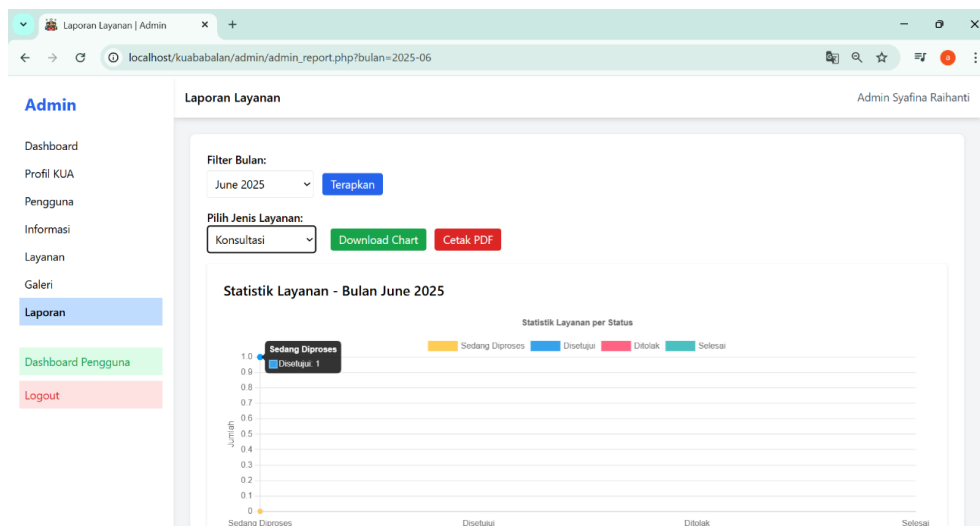 Laporan Layanan | Admin
localhost/kuababalan/admin/admin_report.php?bulan=2025-06
a
Admin
Laporan Layanan
Admin Syafina Raihanti
Dashboard
Profil KUA
Pengguna
Informasi
Layanan
Galeri
Laporan
Dashboard Pengguna
Logout
Filter Bulan:
June 2025
Terapkan
Pilih Jenis Layanan:
Konsultasi
Download Chart
Cetak PDF
Statistik Layanan - Bulan June 2025
Statistik Layanan per Status
Sedang Diproses Disetujui Ditolak Selesai
Sedang Diproses
Disetujui: 1
Jumlah
1.0
0.9
0.8
0.7
0.6
0.5
0.4
0.3
0.2
0.1
0
Sedang Diproses Disetujui Ditolak Selesai